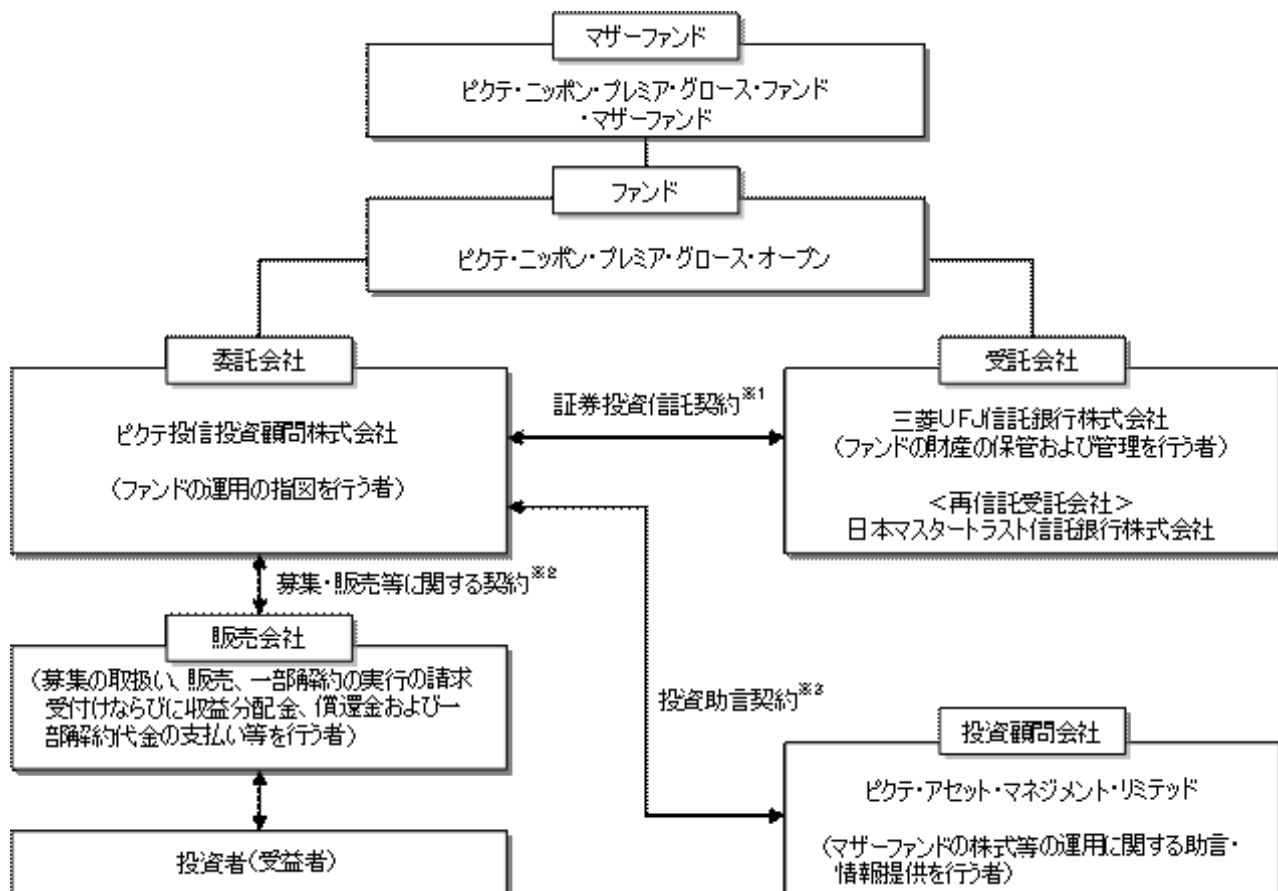 マザーファンド
ピクテ・ニッポン・プレミア・グロース・ファンド
・マザーファンド
ファンド
ピクテ・ニッポン・プレミア・グロース・オープン
委託会社
ピクテ投信投資顧問株式会社
(ファンドの運用の指図を行う者)
証券投資信託契約※1
受託会社
三菱UFJ信託銀行株式会社
(ファンドの財産の保管および管理を行う者)
<再信託受託会社>
日本マスタートラスト信託銀行株式会社
募集・販売等に関する契約※2
販売会社
(募集の取扱い、販売、一部解約の実行の請求
受付けならびに収益分配金、償還金および一
部解約代金の支払い等を行う者)
投資者(受益者)
投資助言契約※3
投資顧問会社
ピクテ・アセット・マネジメント・リミテッド
(マザーファンドの株式等の運用に関する助言・
情報提供を行う者)